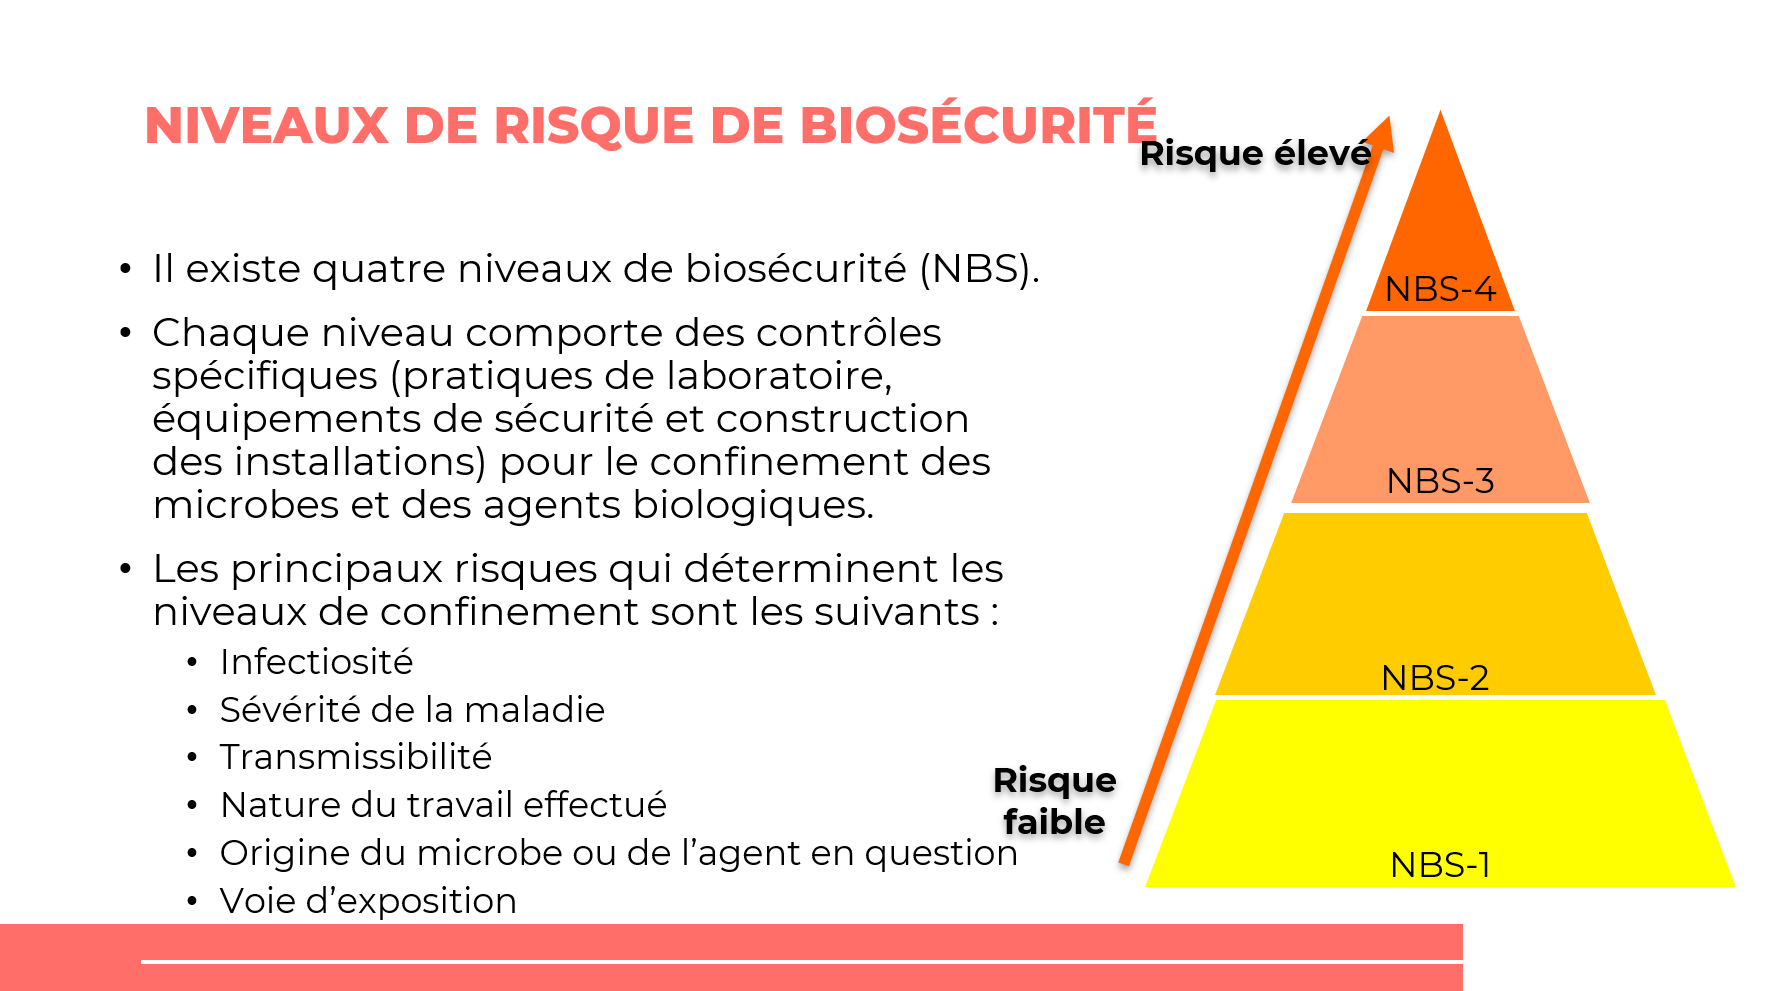 NIVEAUX DE RISQUE DE BIOSÉCURITÉ
• Il existe quatre niveaux de biosécurité (NBS).
• Chaque niveau comporte des contrôles
spécifiques (pratiques de laboratoire,
équipements de sécurité et construction
des installations) pour le confinement des
microbes et des agents biologiques.
• Les principaux risques qui déterminent les
niveaux de confinement sont les suivants :
• Infectiosité
• Sévérité de la maladie
• Transmissibilité
• Nature du travail effectué
• Origine du microbe ou de l’agent en question
• Voie d’exposition
Risque élevé
NBS-4
NBS-3
NBS-2
Risque
faible
NBS-1